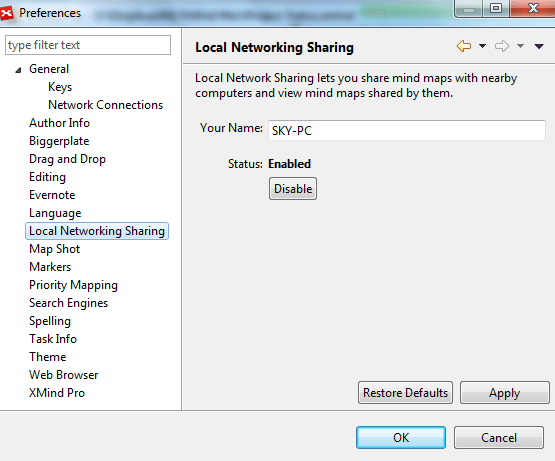 Preferences
type filter text
General
Keys
Network Connections
Author Info
Biggerplate
Drag and Drop
Editing
Evernote
Language
Local Networking Sharing
Map Shot
Markers
Priority Mapping
Search Engines
Spelling
Task Info
Theme
Web Browser
XMind Pro
Local Networking Sharing
Local Network Sharing lets you share mind maps with nearby
computers and view mind maps shared by them.
Your Name: SKY-PC
Status: Enabled
Disable
Restore Defaults Apply
OK Cancel